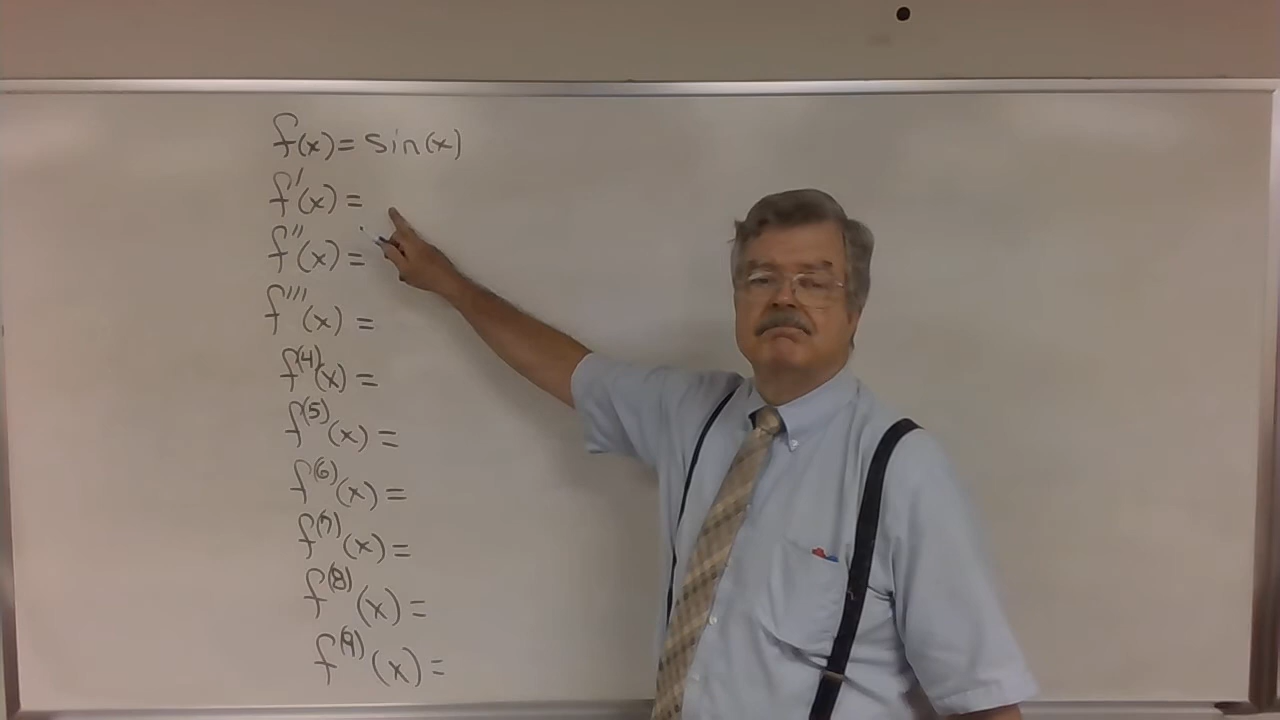 f(x) = sin(x)
f'(x) =
f''(x) =
f'''(x) =
f^(4)(x) =
f^(5)(x) =
f^(6)(x) =
f^(7)(x) =
f^(8)(x) =
f^(9)(x) =